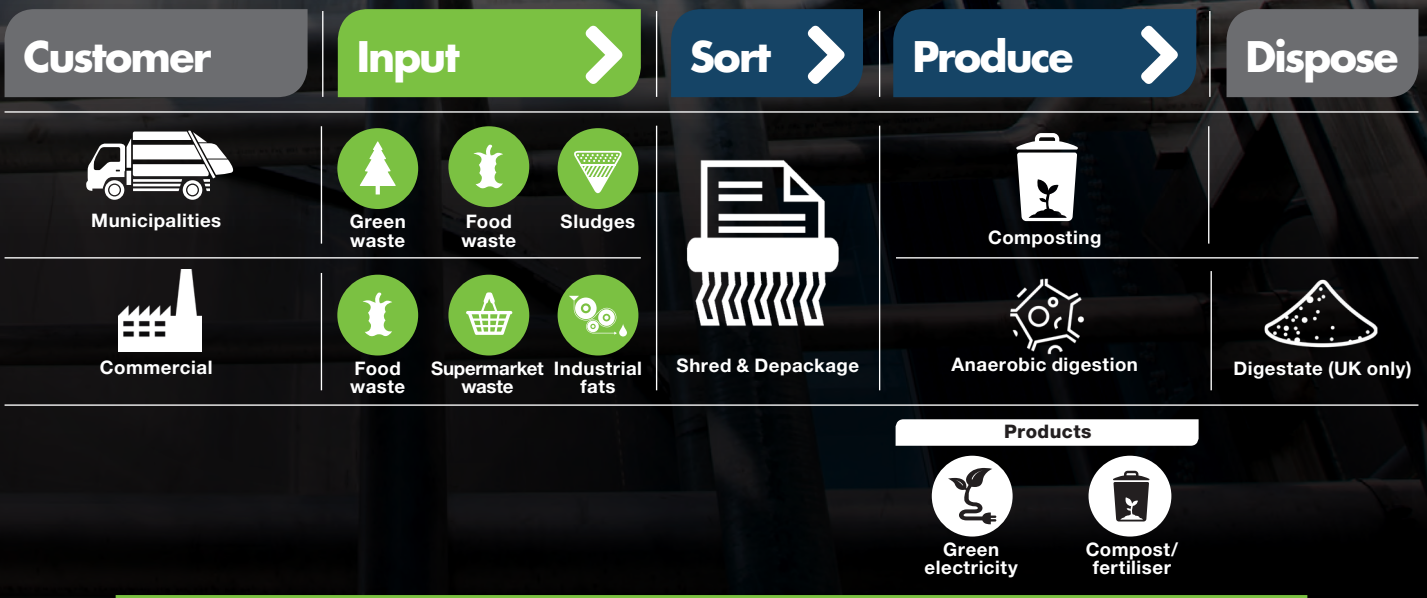 Customer
Input
Sort
Produce
Dispose
Municipalities
Green
waste
Food
waste
Sludges
Composting
Commercial
Food
waste
Supermarket
waste
Industrial
fats
Shred & Depackage
Anaerobic digestion
Digestate (UK only)
Products
Green
electricity
Compost/
fertiliser